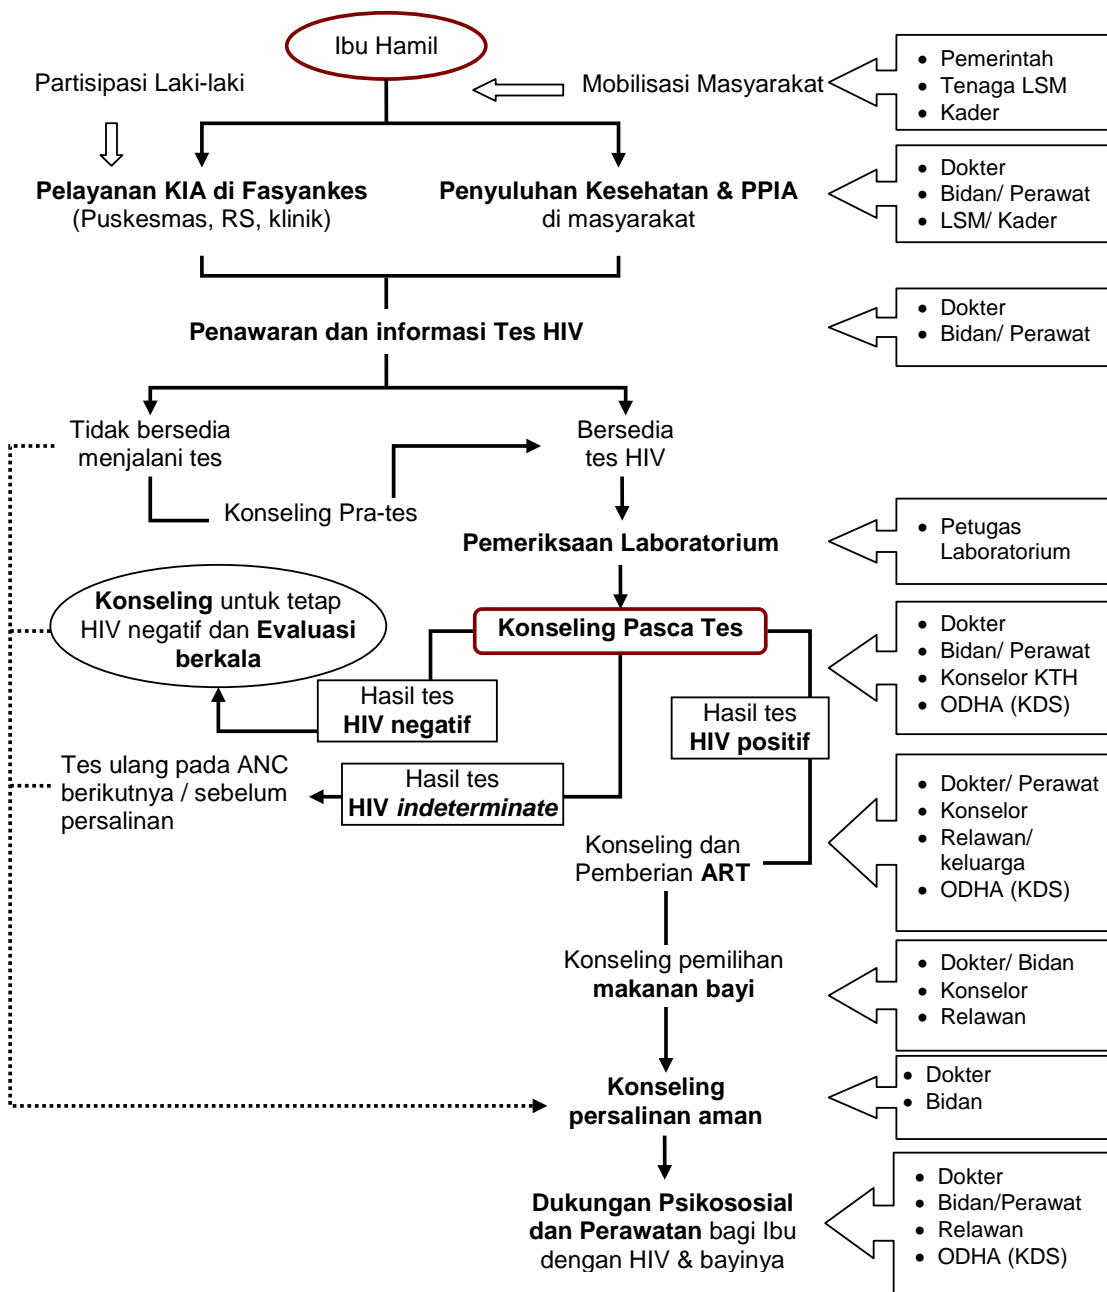 Ibu Hamil
Partisipasi Laki-laki
Mobilisasi Masyarakat
• Pemerintah
• Tenaga LSM
• Kader
Pelayanan KIA di Fasyankes
(Puskesmas, RS, klinik)
Penyuluhan Kesehatan & PPIA
di masyarakat
• Dokter
• Bidan/ Perawat
• LSM/ Kader
Penawaran dan informasi Tes HIV
• Dokter
• Bidan/ Perawat
Tidak bersedia
menjalani tes
Bersedia
tes HIV
Konseling Pra-tes
Pemeriksaan Laboratorium
• Petugas
Laboratorium
Konseling untuk tetap
HIV negatif dan Evaluasi
berkala
Konseling Pasca Tes
• Dokter
• Bidan/ Perawat
• Konselor KTH
• ODHA (KDS)
Hasil tes
HIV negatif
Hasil tes
HIV positif
Tes ulang pada ANC
berikutnya / sebelum
persalinan
Hasil tes
HIV indeterminate
• Dokter/ Perawat
• Konselor
• Relawan/
keluarga
• ODHA (KDS)
Konseling dan
Pemberian ART
Konseling pemilihan
makanan bayi
• Dokter/ Bidan
• Konselor
• Relawan
Konseling
persalinan aman
• Dokter
• Bidan
Dukungan Psikososial
dan Perawatan bagi Ibu
dengan HIV & bayinya
• Dokter
• Bidan/Perawat
• Relawan
• ODHA (KDS)